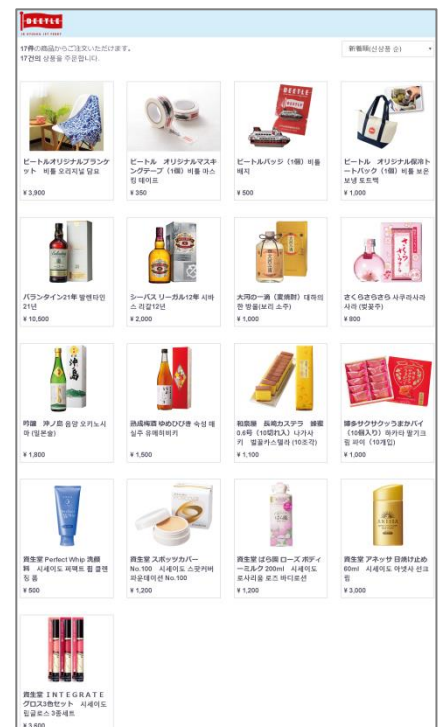 BEETLE
JR KYUSHU JET FERRY
17件の商品からご注文いただけます。
17건의 상품을 주문합니다.
新着順(신상품 순)
ビートルオリジナルブランケ
ット 비틀 오리지널 담요
¥ 3,900
ビートル オリジナルマスキ
ングテープ(1個) 비틀 마스
킹 테이프
¥ 350
ビートルバッジ(1個) 비틀
배지
¥ 500
ビートル オリジナル保冷ト
ートバック(1個) 비틀 보온
보냉 토트백
¥ 1,000
バランタイン21年 발렌타인
21년
¥ 10,500
シーバス リーガル12年 시바
스 리갈12년
¥ 2,000
大河の一滴(麦焼酎) 대하의
한 방울(보리 소주)
¥ 1,000
さくらさらさら 사쿠라사라
사라 (벚꽃주)
¥ 800
吟醸 沖ノ島 음양 오키노시
마 (일본술)
¥ 1,800
熟成梅酒 ゆめひびき 숙성 매
실주 유메히비키
¥ 1,500
和泉屋 長崎カステラ 蜂蜜
0.6号(10切れ入) 나가사
키 벌꿀카스텔라 (10조각)
¥ 1,100
博多サクサクッうまかパイ
(10個入り) 하카타 딸기크
림 파이 (10개입)
¥ 1,000
資生堂 Perfect Whip 洗顔
料 시세이도 퍼펙트 휩 클렌
징 폼
¥ 500
資生堂 スポッツカバー
No.100 시세이도 스팟커버
파운데이션 No.100
¥ 1,200
資生堂 ばら園 ローズ ボディ
ーミルク 200ml 시세이도
로사리움 로즈 바디로션
¥ 1,200
資生堂 アネッサ 日焼け止め
60ml 시세이도 아넷사 선크
림
¥ 3,000
資生堂 INTEGRATE
グロス3色セット 시세이도
립글로스 3종세트
¥ 3,600